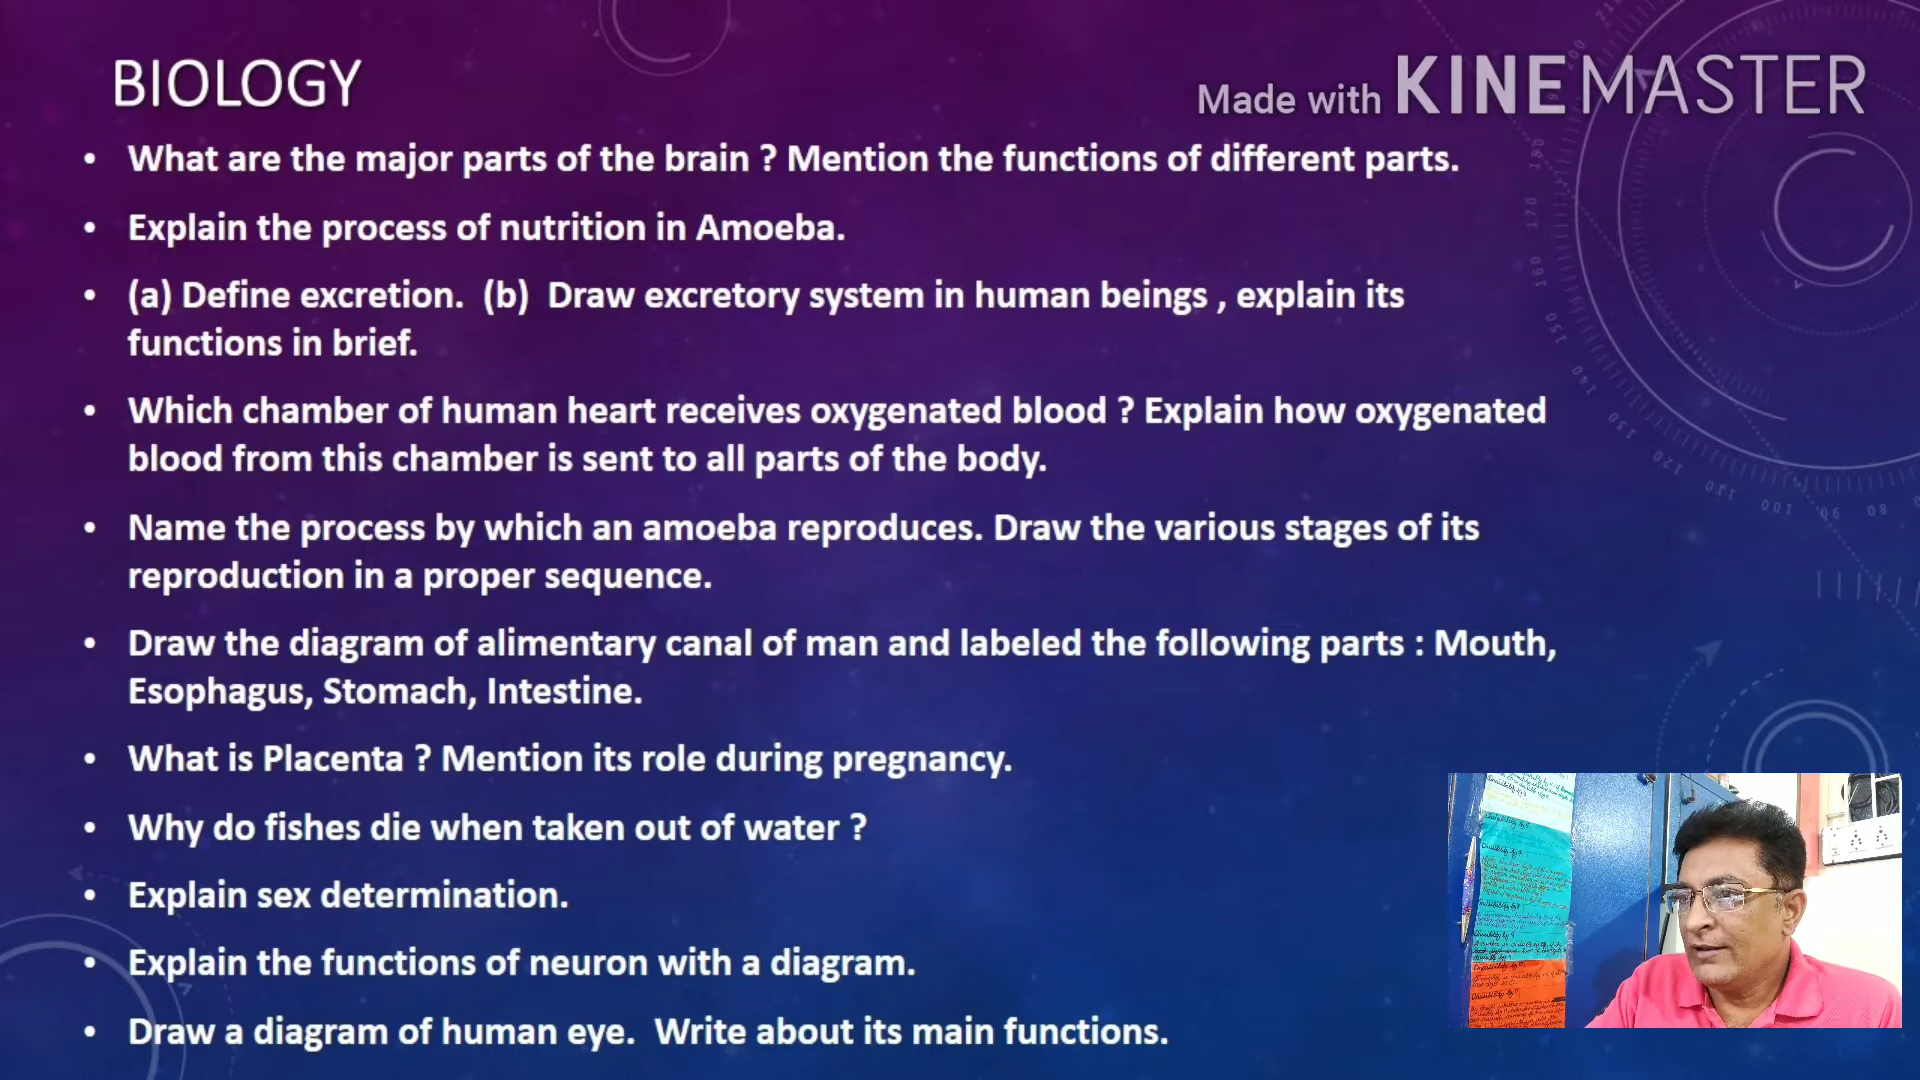 BIOLOGY
Made with KINEMASTER
• What are the major parts of the brain ? Mention the functions of different parts.
• Explain the process of nutrition in Amoeba.
• (a) Define excretion.  (b)  Draw excretory system in human beings , explain its
functions in brief.
• Which chamber of human heart receives oxygenated blood ? Explain how oxygenated
blood from this chamber is sent to all parts of the body.
• Name the process by which an amoeba reproduces. Draw the various stages of its
reproduction in a proper sequence.
• Draw the diagram of alimentary canal of man and labeled the following parts : Mouth,
Esophagus, Stomach, Intestine.
• What is Placenta ? Mention its role during pregnancy.
• Why do fishes die when taken out of water ?
• Explain sex determination.
• Explain the functions of neuron with a diagram.
• Draw a diagram of human eye.  Write about its main functions.